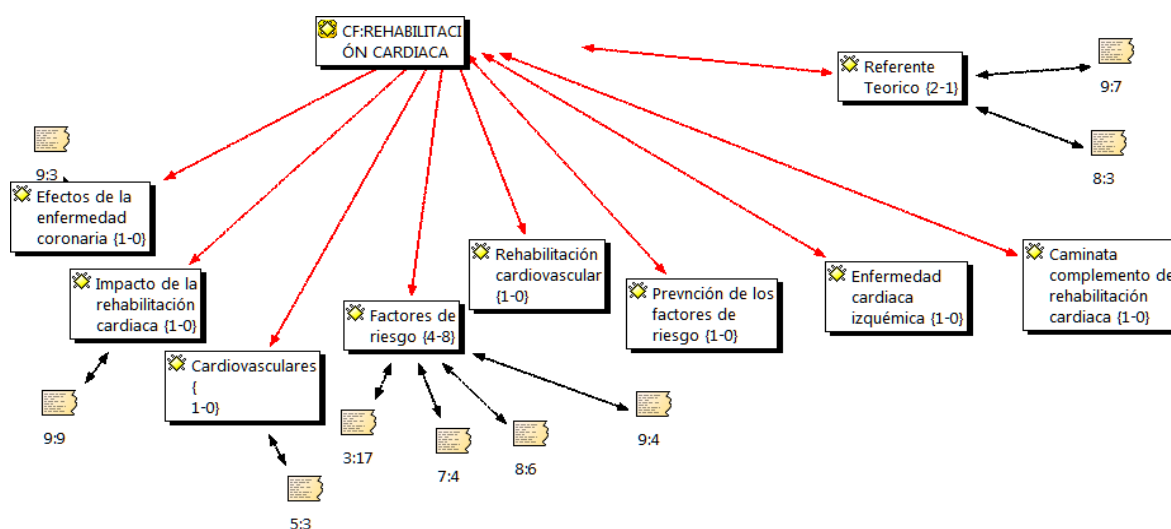 CF:REHABILITACI
ÓN CARDIACA
Referente
Teorico {2-1}
9:7
8:3
9:3
Efectos de la
enfermedad
coronaria {1-0}
Impacto de la
rehabilitación
cardiaca {1-0}
Cardiovasculares
{
1-0}
Factores de
riesgo {4-8}
Rehabilitación
cardiovascular
{1-0}
Prevnción de los
factores de
riesgo {1-0}
Enfermedad
cardiaca
izquémica {1-0}
Caminata
complemento de
rehabilitación
cardiaca {1-0}
9:9
5:3
3:17
7:4
8:6
9:4